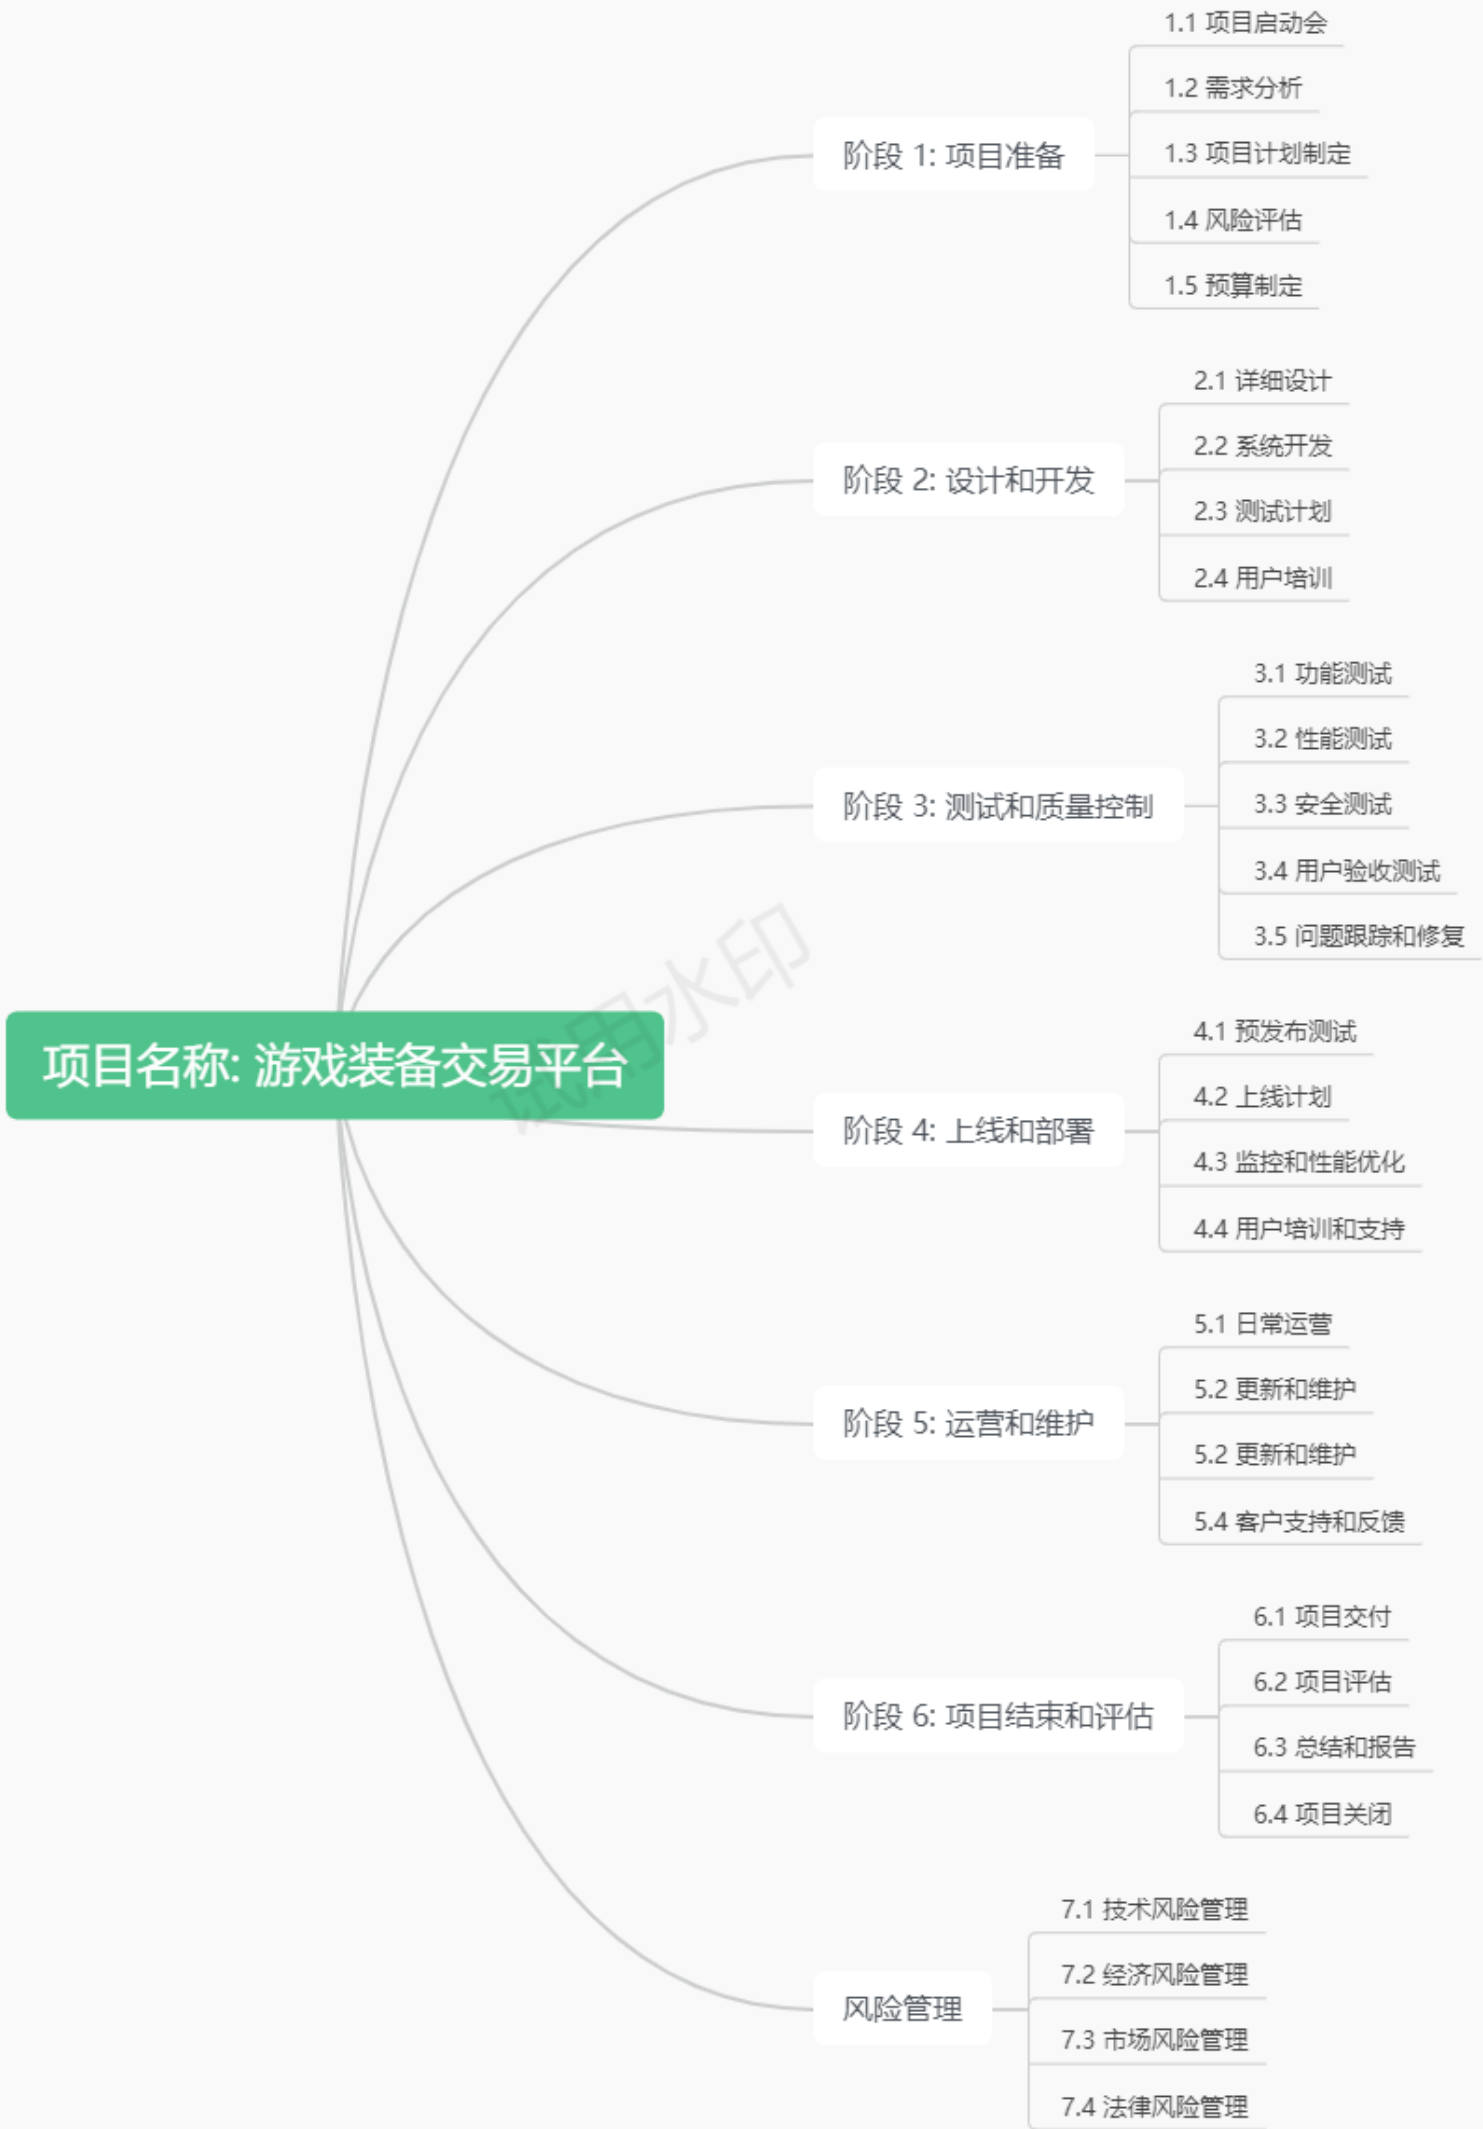 项目名称: 游戏装备交易平台
阶段 1: 项目准备
1.1 项目启动会
1.2 需求分析
1.3 项目计划制定
1.4 风险评估
1.5 预算制定
阶段 2: 设计和开发
2.1 详细设计
2.2 系统开发
2.3 测试计划
2.4 用户培训
阶段 3: 测试和质量控制
3.1 功能测试
3.2 性能测试
3.3 安全测试
3.4 用户验收测试
3.5 问题跟踪和修复
阶段 4: 上线和部署
4.1 预发布测试
4.2 上线计划
4.3 监控和性能优化
4.4 用户培训和支持
阶段 5: 运营和维护
5.1 日常运营
5.2 更新和维护
5.2 更新和维护
5.4 客户支持和反馈
阶段 6: 项目结束和评估
6.1 项目交付
6.2 项目评估
6.3 总结和报告
6.4 项目关闭
风险管理
7.1 技术风险管理
7.2 经济风险管理
7.3 市场风险管理
7.4 法律风险管理
试用水印